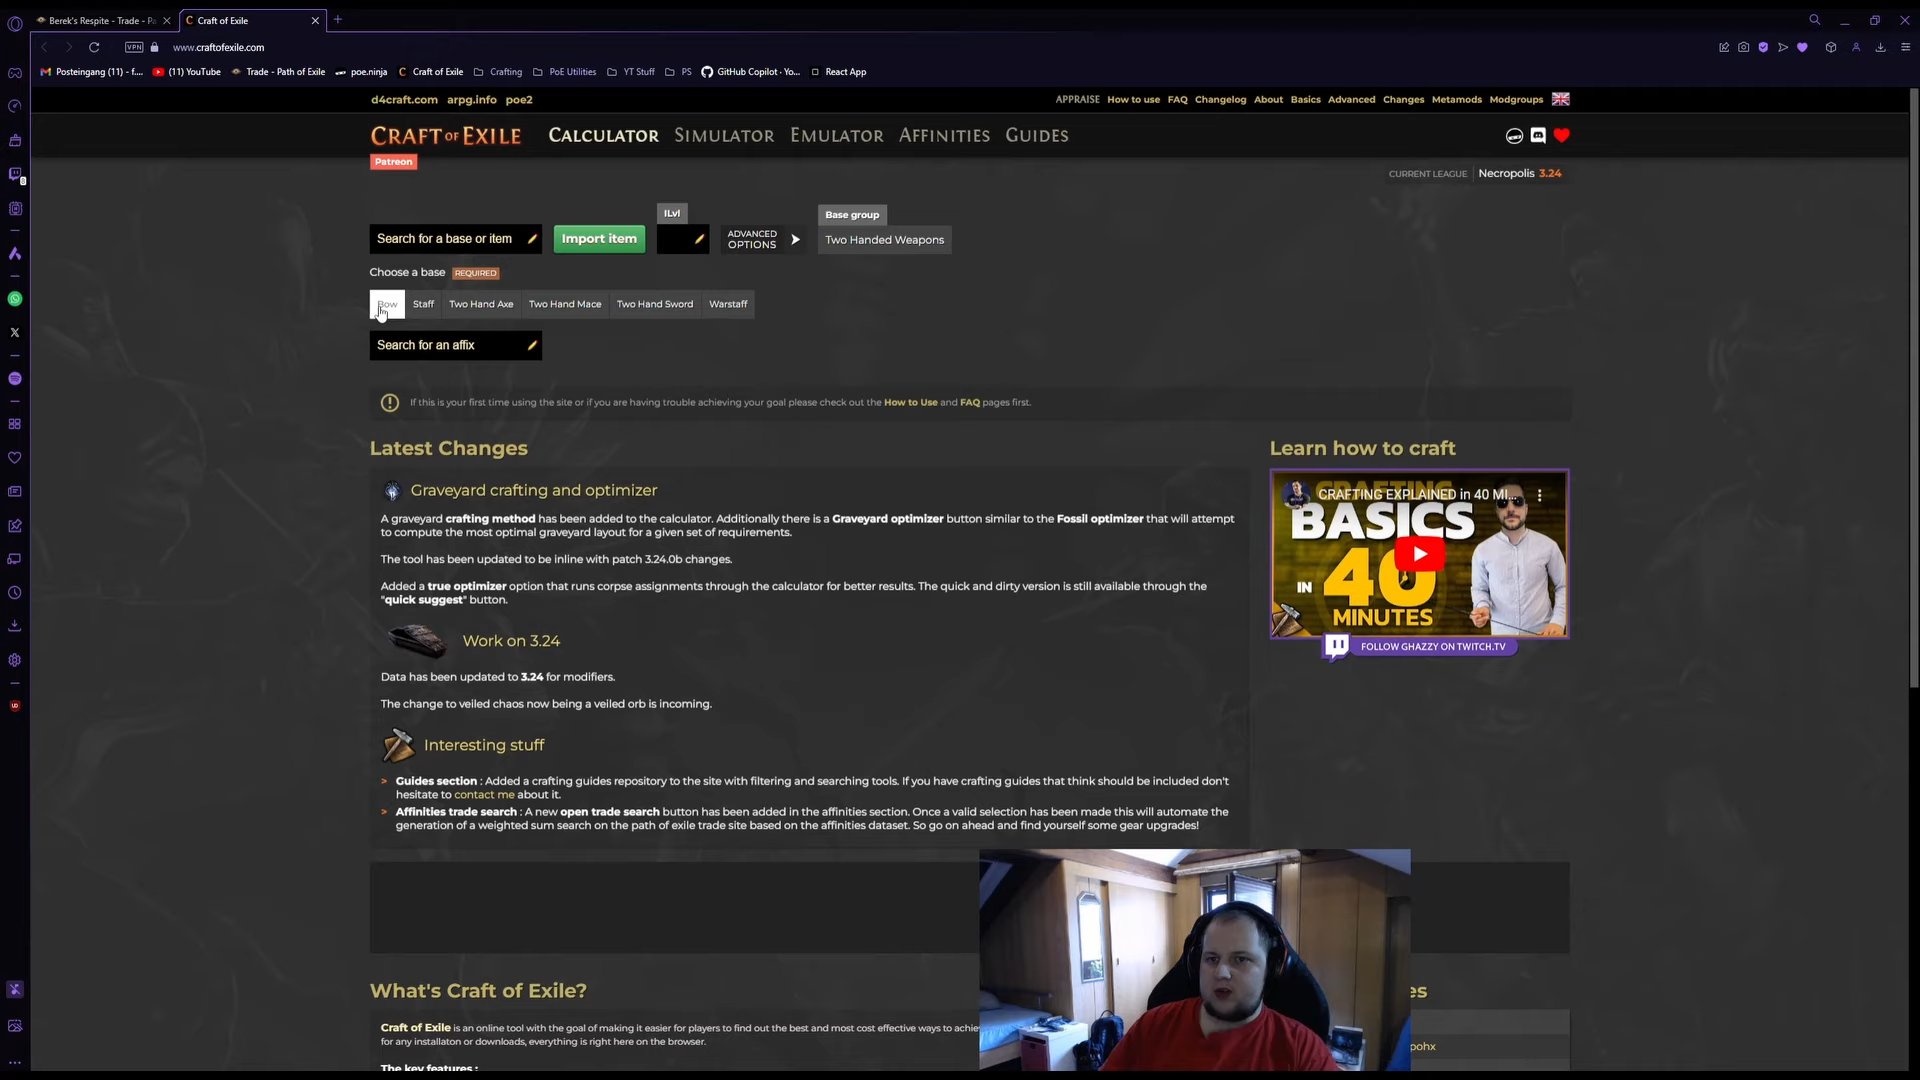 Berek's Respite - Trade - Pa
Craft of Exile
VPN
www.craftofexile.com
Posteingang (11) - f....
(11) YouTube
Trade - Path of Exile
poe.ninja
Craft of Exile
Crafting
PoE Utilities
YT Stuff
PS
GitHub Copilot · Yo...
React App
d4craft.com arpg.info poe2
APPRAISE How to use FAQ Changelog About Basics Advanced Changes Metamods Modgroups
CRAFT OF EXILE
CALCULATOR SIMULATOR EMULATOR AFFINITIES GUIDES
Patreon
CURRENT LEAGUE Necropolis 3.24
Search for a base or item
Import item
ILvl
ADVANCED
OPTIONS
Base group
Two Handed Weapons
Choose a base REQUIRED
Bow Staff Two Hand Axe Two Hand Mace Two Hand Sword Warstaff
Search for an affix
If this is your first time using the site or if you are having trouble achieving your goal please check out the How to Use and FAQ pages first.
Latest Changes
Graveyard crafting and optimizer
A graveyard crafting method has been added to the calculator. Additionally there is a Graveyard optimizer button similar to the Fossil optimizer that will attempt
to compute the most optimal graveyard layout for a given set of requirements.
The tool has been updated to be inline with patch 3.24.0b changes.
Added a true optimizer option that runs corpse assignments through the calculator for better results. The quick and dirty version is still available through the
"quick suggest" button.
Work on 3.24
Data has been updated to 3.24 for modifiers.
The change to veiled chaos now being a veiled orb is incoming.
Interesting stuff
> Guides section : Added a crafting guides repository to the site with filtering and searching tools. If you have crafting guides that think should be included don't
hesitate to contact me about it.
> Affinities trade search : A new open trade search button has been added in the affinities section. Once a valid selection has been made this will automate the
generation of a weighted sum search on the path of exile trade site based on the affinities dataset. So go on ahead and find yourself some gear upgrades!
Learn how to craft
CRAFTING EXPLAINED in 40 MI...
CRAFTING
BASICS
IN 40
MINUTES
FOLLOW GHAZZY ON TWITCH.TV
What's Craft of Exile?
Craft of Exile is an online tool with the goal of making it easier for players to find out the best and most cost effective ways to achie
for any installaton or downloads, everything is right here on the browser.
The key features :
es
pohx